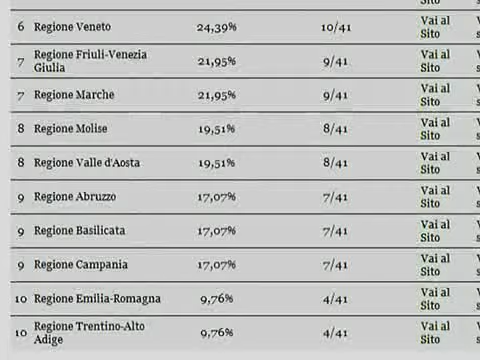 Sito
6 Regione Veneto 24,39% 10/41 Vai al Sito
7 Regione Friuli-Venezia Giulia 21,95% 9/41 Vai al Sito
7 Regione Marche 21,95% 9/41 Vai al Sito
8 Regione Molise 19,51% 8/41 Vai al Sito
8 Regione Valle d'Aosta 19,51% 8/41 Vai al Sito
9 Regione Abruzzo 17,07% 7/41 Vai al Sito
9 Regione Basilicata 17,07% 7/41 Vai al Sito
9 Regione Campania 17,07% 7/41 Vai al Sito
10 Regione Emilia-Romagna 9,76% 4/41 Vai al Sito
10 Regione Trentino-Alto Adige 9,76% 4/41 Vai al Sito